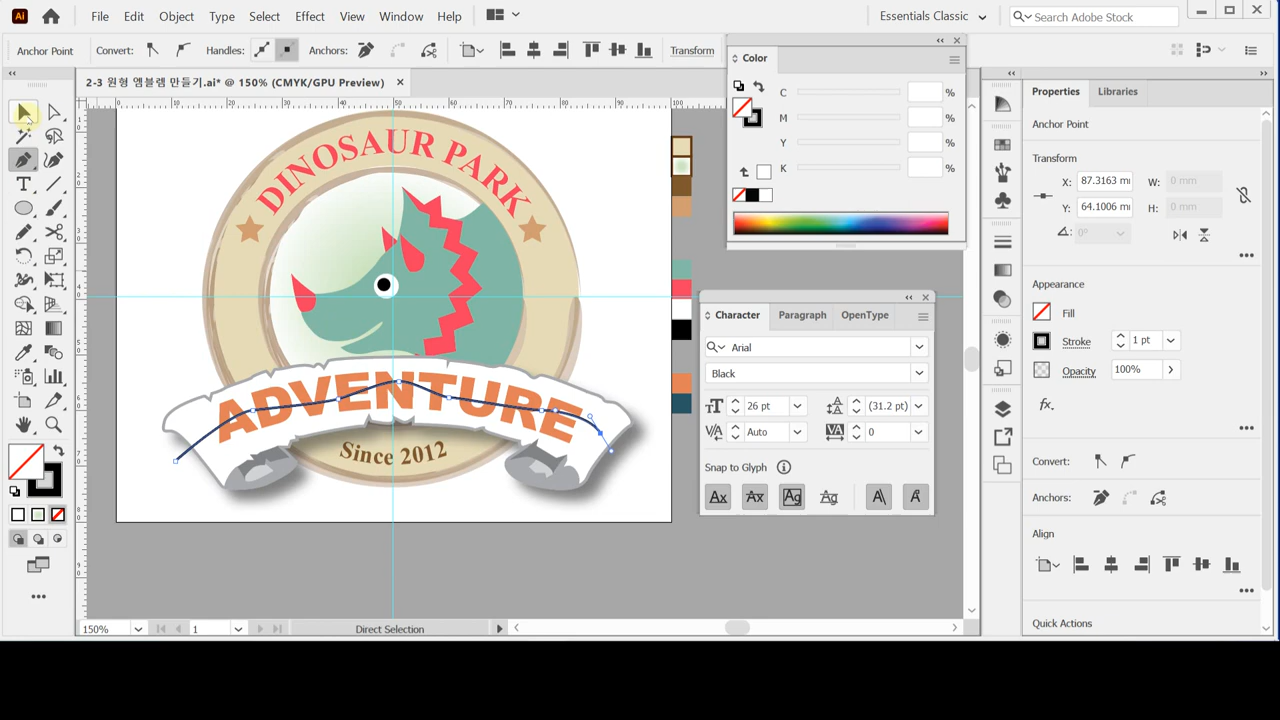 Ai File Edit Object Type Select Effect View Window Help Essentials Classic Search Adobe Stock
Anchor Point Convert: Handles: Anchors: Transform
Color
2-3 원형 엠블렘 만들기.ai* @ 150% (CMYK/GPU Preview)
Properties Libraries
C %
M %
Y %
K %
Anchor Point
Transform
X: 87.3163 m W: 0 mm
Y: 64.1006 m H: 0 mm
0°
DINOSAUR PARK
ADVENTURE
Since 2012
Appearance
Fill
Stroke 1 pt
Opacity 100%
fx
Character Paragraph OpenType
Arial
Black
26 pt (31.2 pt)
Auto 0
Snap to Glyph
Convert:
Anchors:
Align
Quick Actions
150% 1 Direct Selection